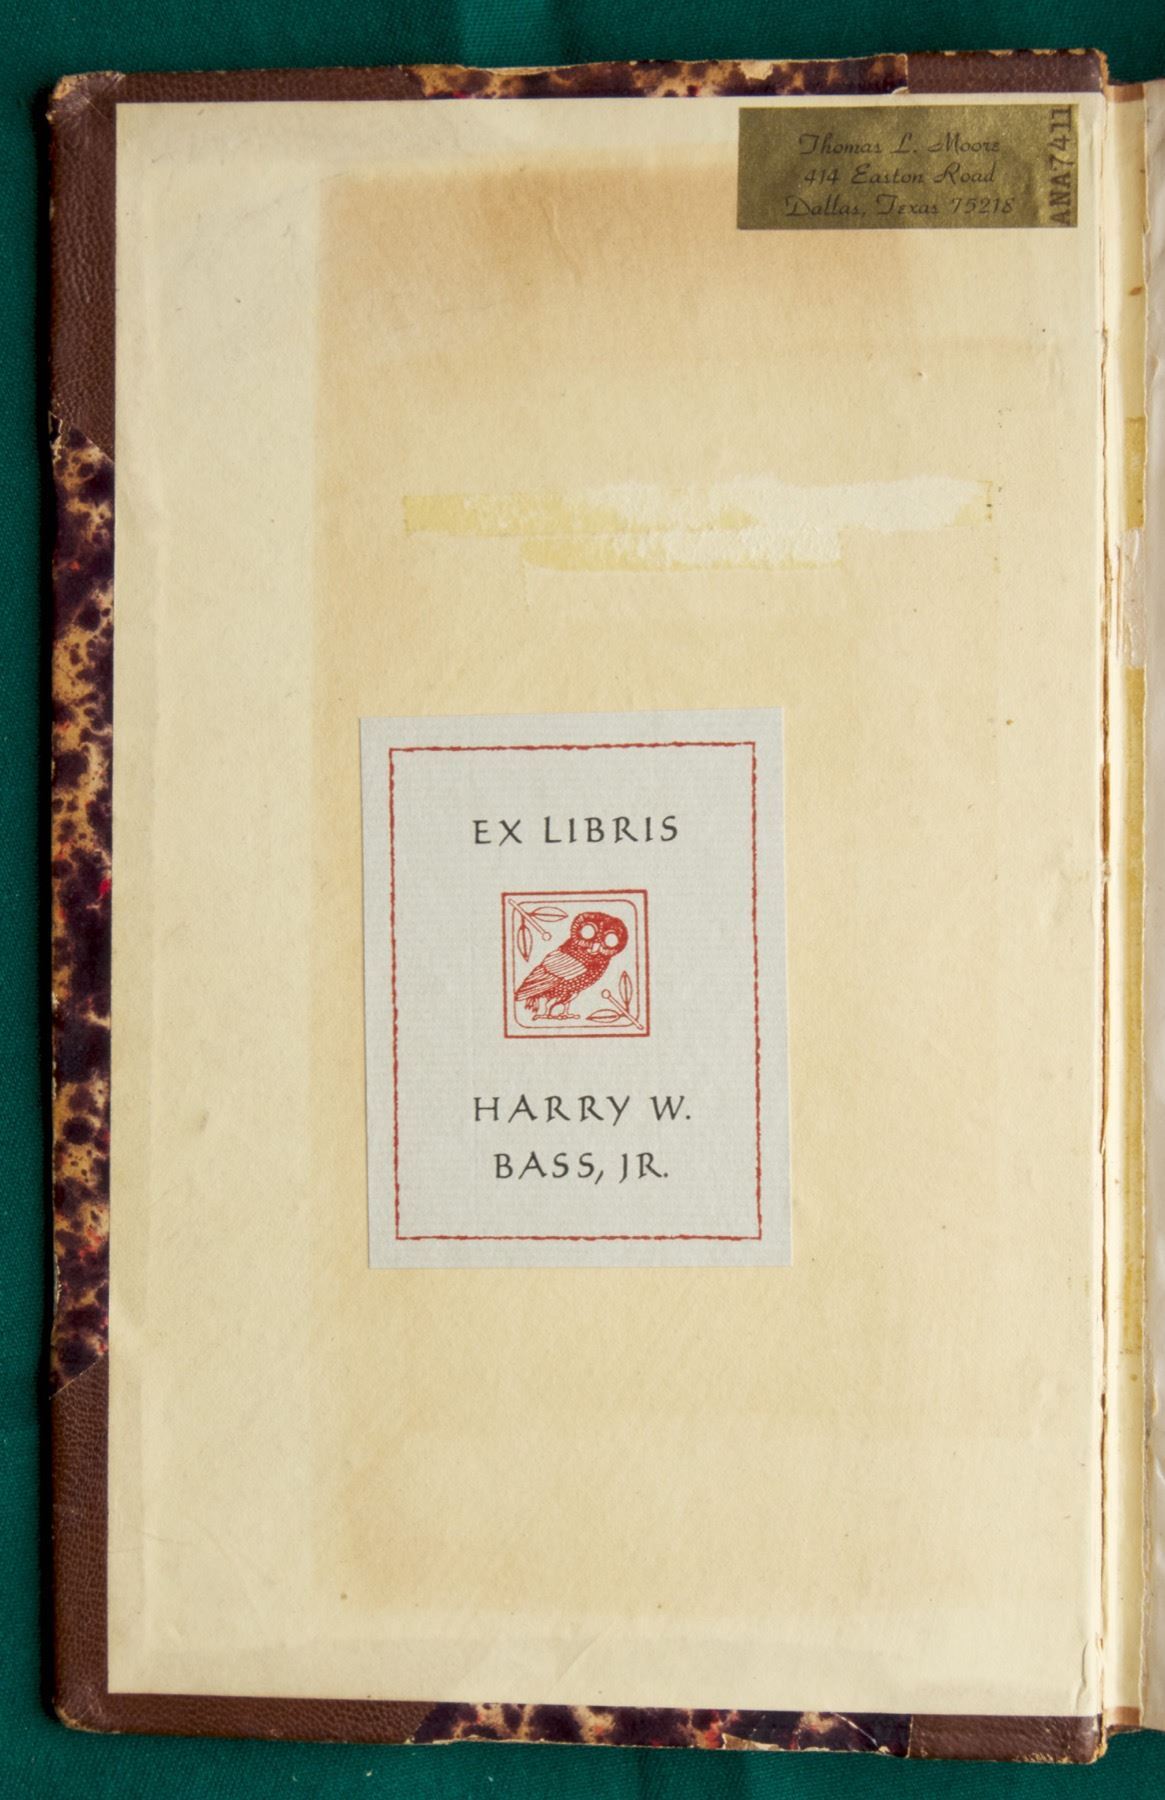 Thomas L. Moore
414 Easton Road
Dallas, Texas 75218
ANA7411
EX LIBRIS
HARRY W.
BASS, JR.